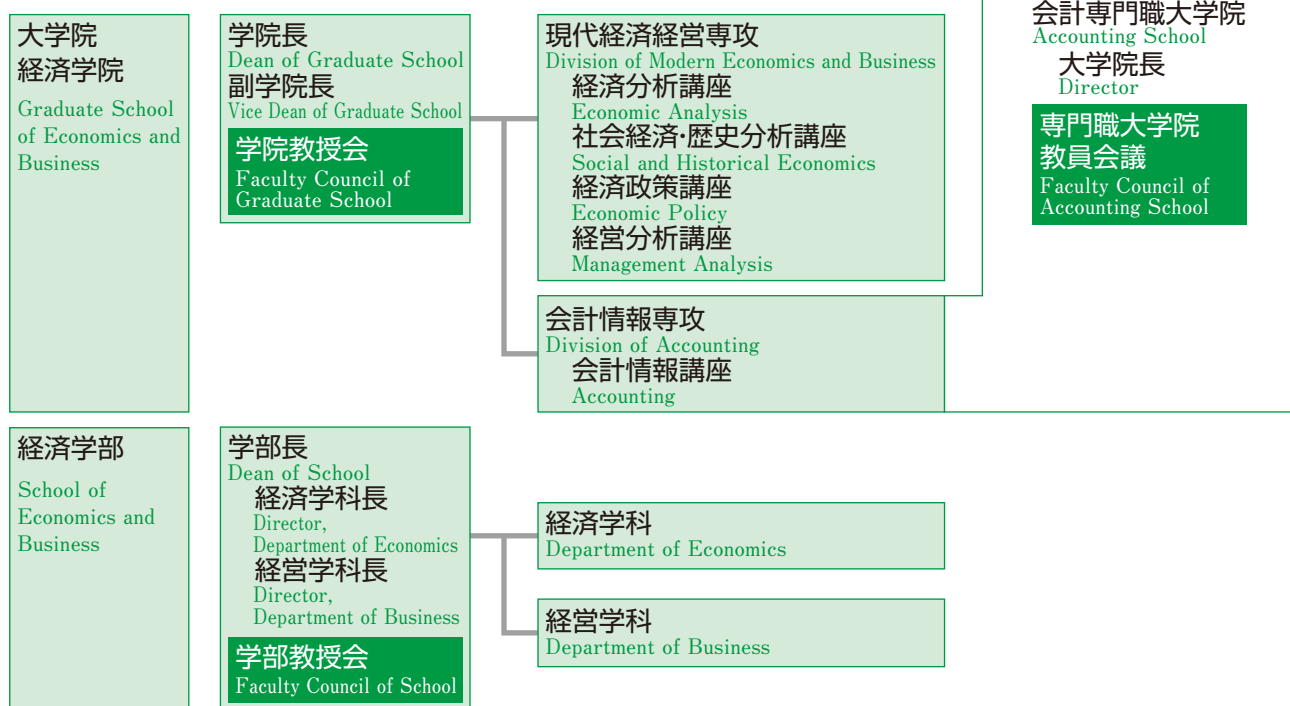 大学院
経済学院
Graduate School
of Economics and
Business
学院長
Dean of Graduate School
副学院長
Vice Dean of Graduate School
学院教授会
Faculty Council of
Graduate School
現代経済経営専攻
Division of Modern Economics and Business
経済分析講座
Economic Analysis
社会経済・歴史分析講座
Social and Historical Economics
経済政策講座
Economic Policy
経営分析講座
Management Analysis
会計情報専攻
Division of Accounting
会計情報講座
Accounting
会計専門職大学院
Accounting School
大学院長
Director
専門職大学院
教員会議
Faculty Council of
Accounting School
経済学部
School of
Economics and
Business
学部長
Dean of School
経済学科長
Director,
Department of Economics
経営学科長
Director,
Department of Business
学部教授会
Faculty Council of School
経済学科
Department of Economics
経営学科
Department of Business